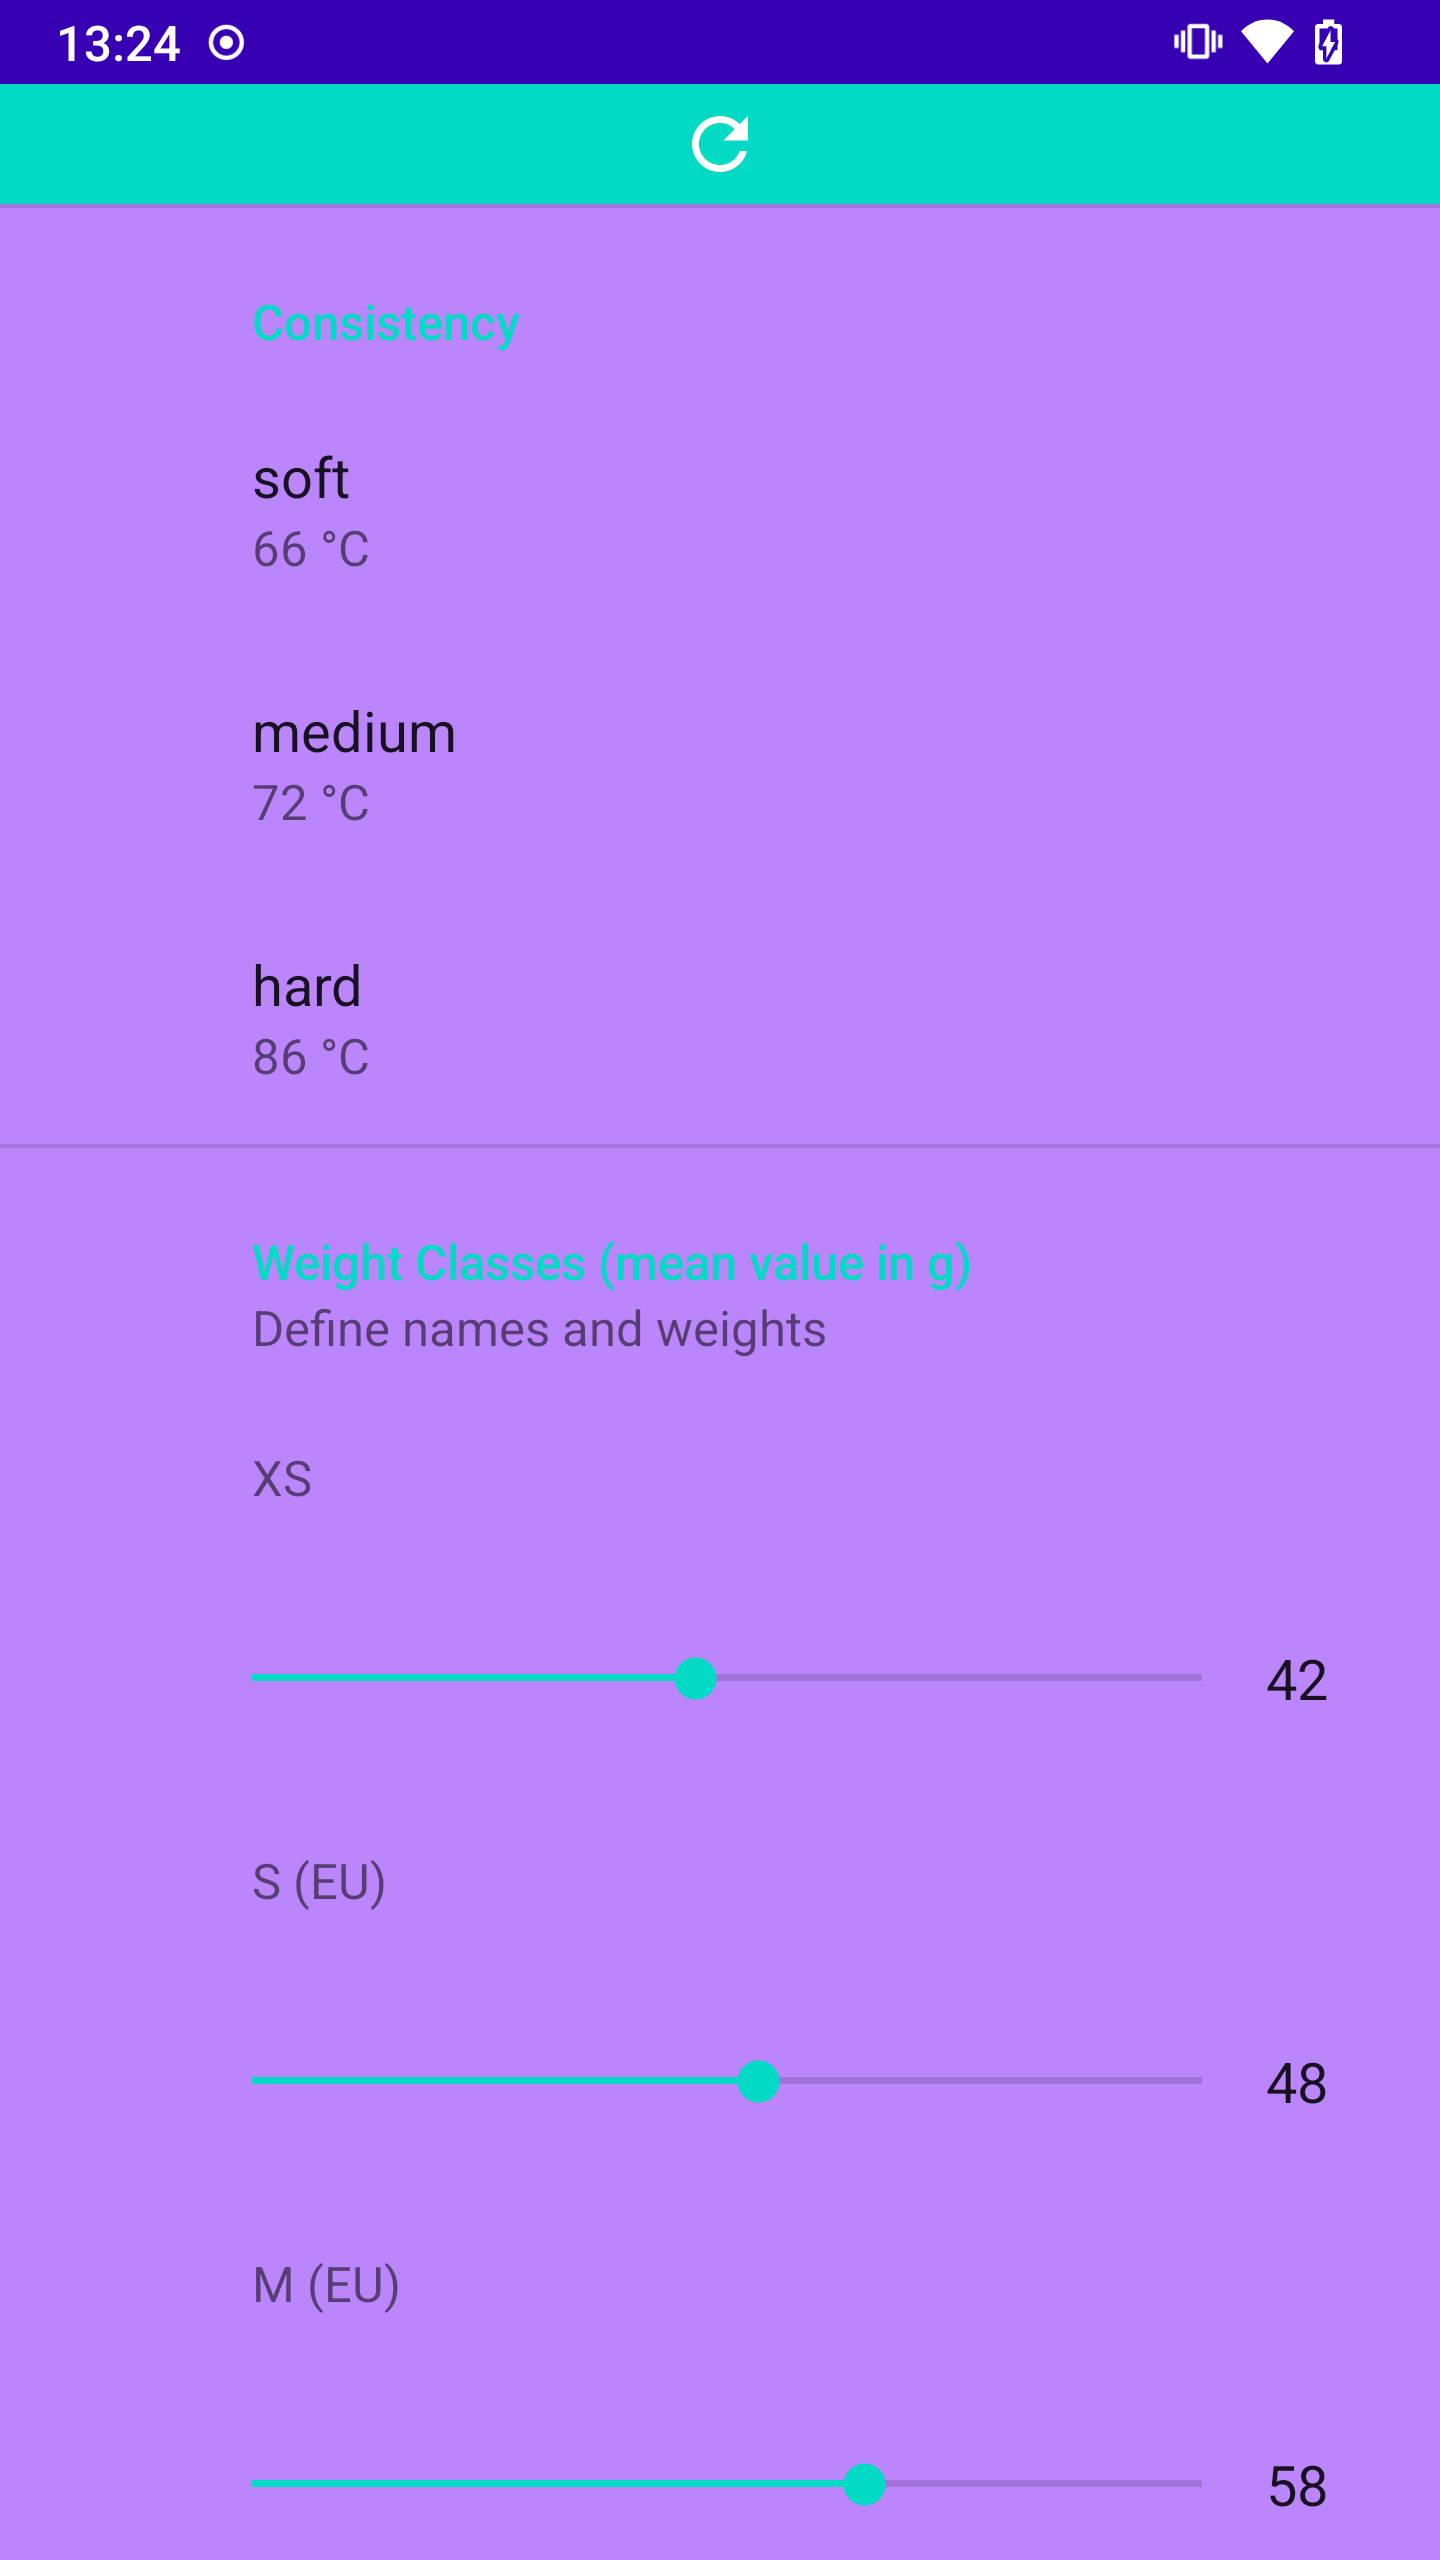 13:24
Consistency
soft
66 °C
medium
72 °C
hard
86 °C
Weight Classes (mean value in g)
Define names and weights
XS
42
S (EU)
48
M (EU)
58